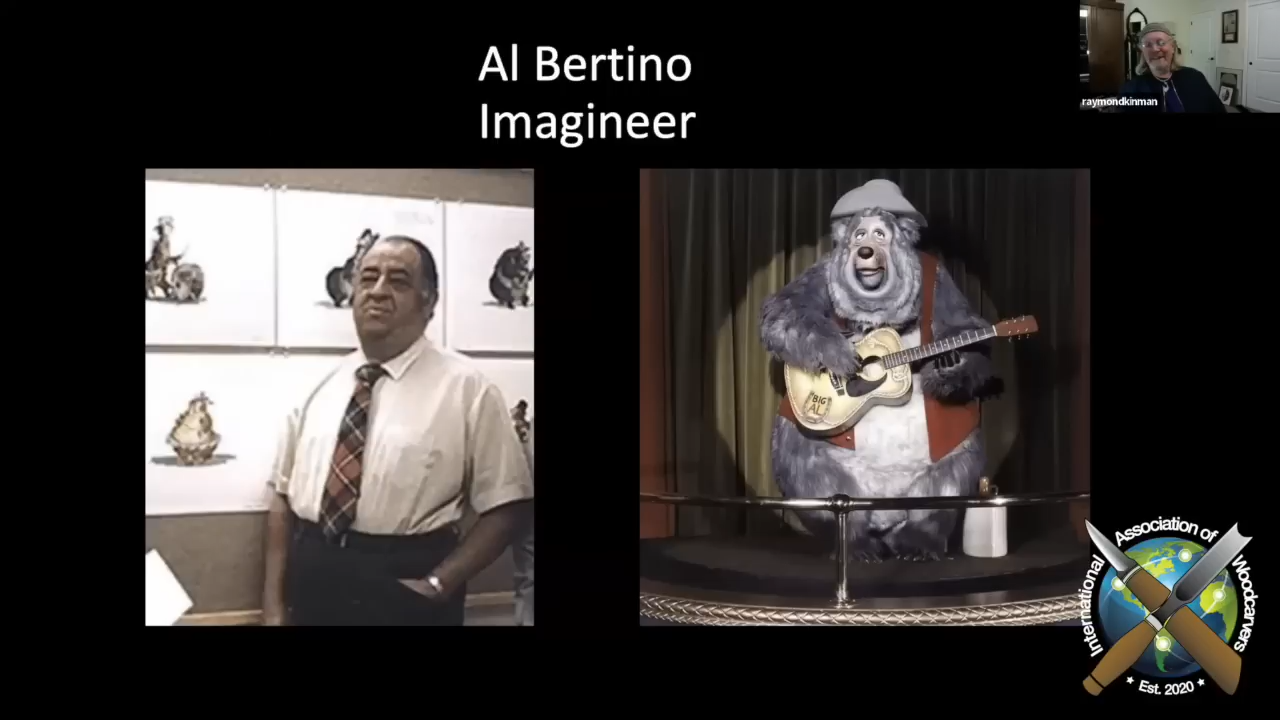 Al Bertino
Imagineer
raymondkinman
BIG
AL
International Association of Woodcarvers
Est. 2020